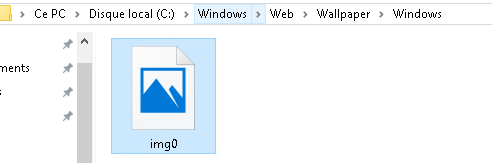 Ce PC > Disque local (C:) > Windows > Web > Wallpaper > Windows
ments
s
img0